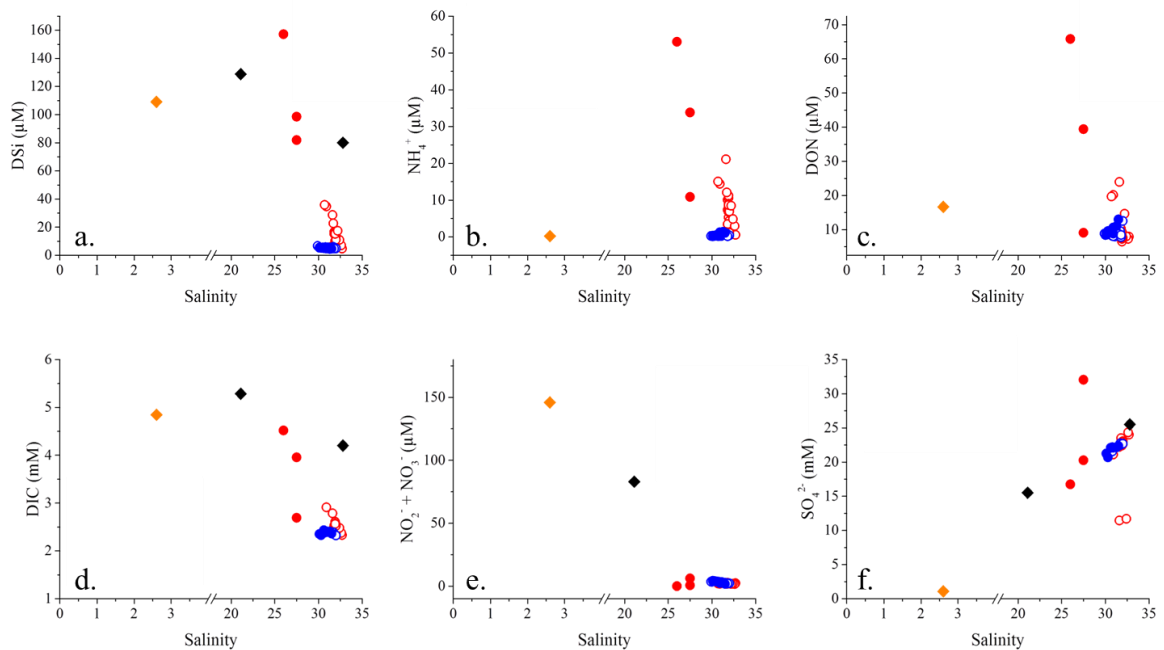 DSi (µM)
160
140
120
100
80
60
40
20
0
a.
0 1 2 3 20 25 30 35
Salinity
NH₄⁺ (µM)
60
50
40
30
20
10
0
b.
0 1 2 3 20 25 30 35
Salinity
DON (µM)
70
60
50
40
30
20
10
c.
0 1 2 3 20 25 30 35
Salinity
DIC (mM)
6
5
4
3
2
1
d.
0 1 2 3 20 25 30 35
Salinity
NO₂⁻ + NO₃⁻ (µM)
150
100
50
0
e.
0 1 2 3 20 25 30 35
Salinity
SO₄²⁻ (mM)
35
30
25
20
15
10
5
0
f.
0 1 2 3 20 25 30 35
Salinity